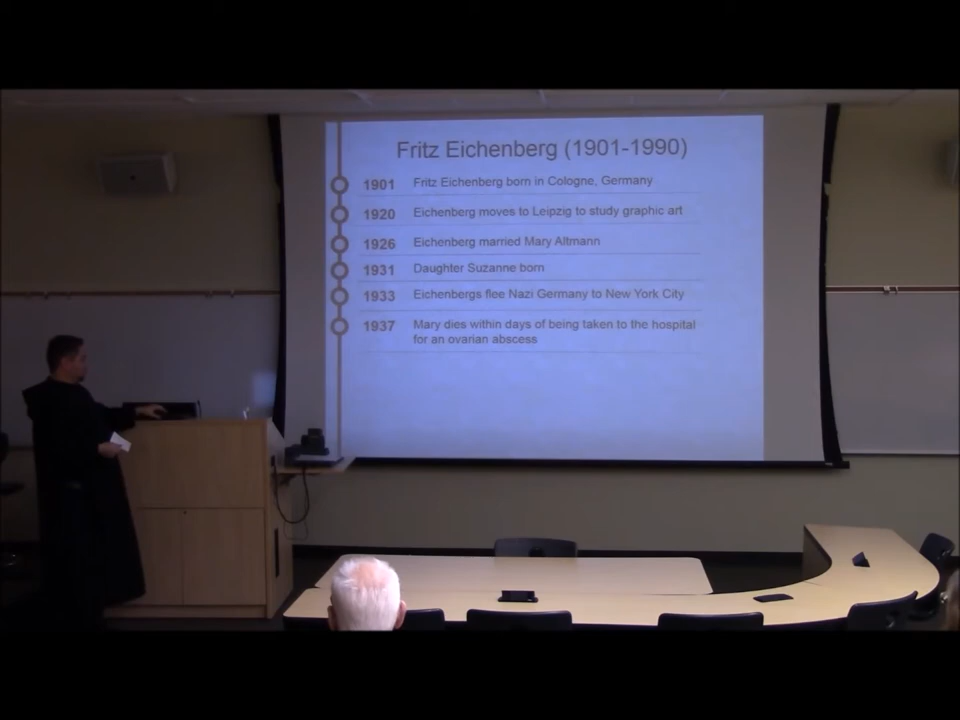 Fritz Eichenberg (1901-1990)
1901 Fritz Eichenberg born in Cologne, Germany
1920 Eichenberg moves to Leipzig to study graphic art
1926 Eichenberg married Mary Altmann
1931 Daughter Suzanne born
1933 Eichenbergs flee Nazi Germany to New York City
1937 Mary dies within days of being taken to the hospital
for an ovarian abscess